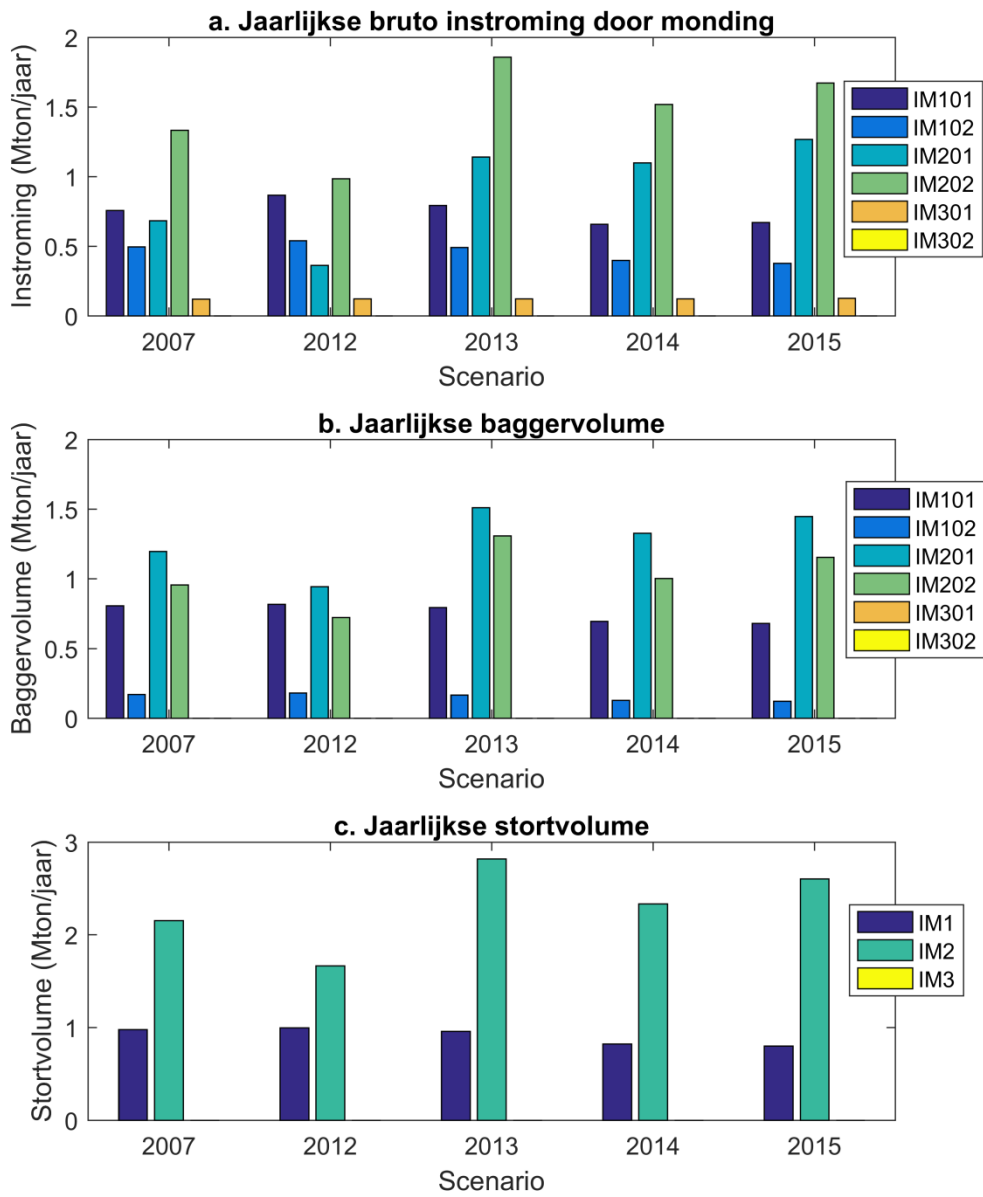 a. Jaarlijkse bruto instroming door monding
Instroming (Mton/jaar)
2
1.5
1
0.5
0
2007 2012 2013 2014 2015
Scenario
IM101
IM102
IM201
IM202
IM301
IM302
b. Jaarlijkse baggervolume
Baggervolume (Mton/jaar)
2
1.5
1
0.5
0
2007 2012 2013 2014 2015
Scenario
IM101
IM102
IM201
IM202
IM301
IM302
c. Jaarlijkse stortvolume
Stortvolume (Mton/jaar)
3
2
1
0
2007 2012 2013 2014 2015
Scenario
IM1
IM2
IM3